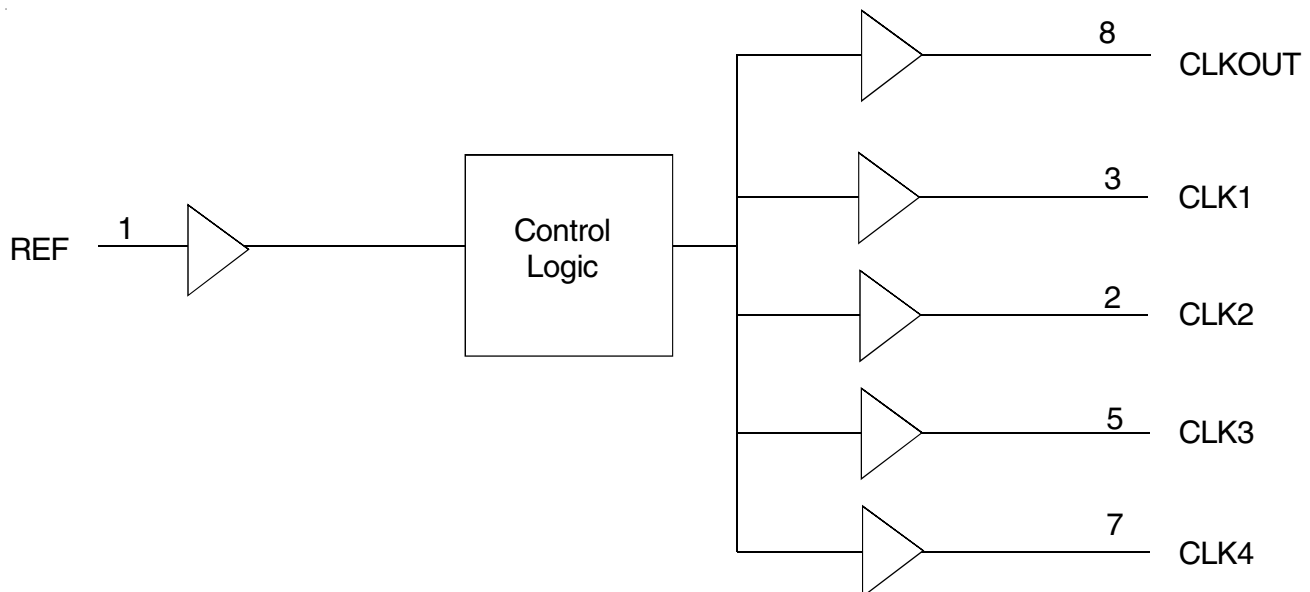 8
CLKOUT
3
CLK1
1
REF
Control
Logic
2
CLK2
5
CLK3
7
CLK4